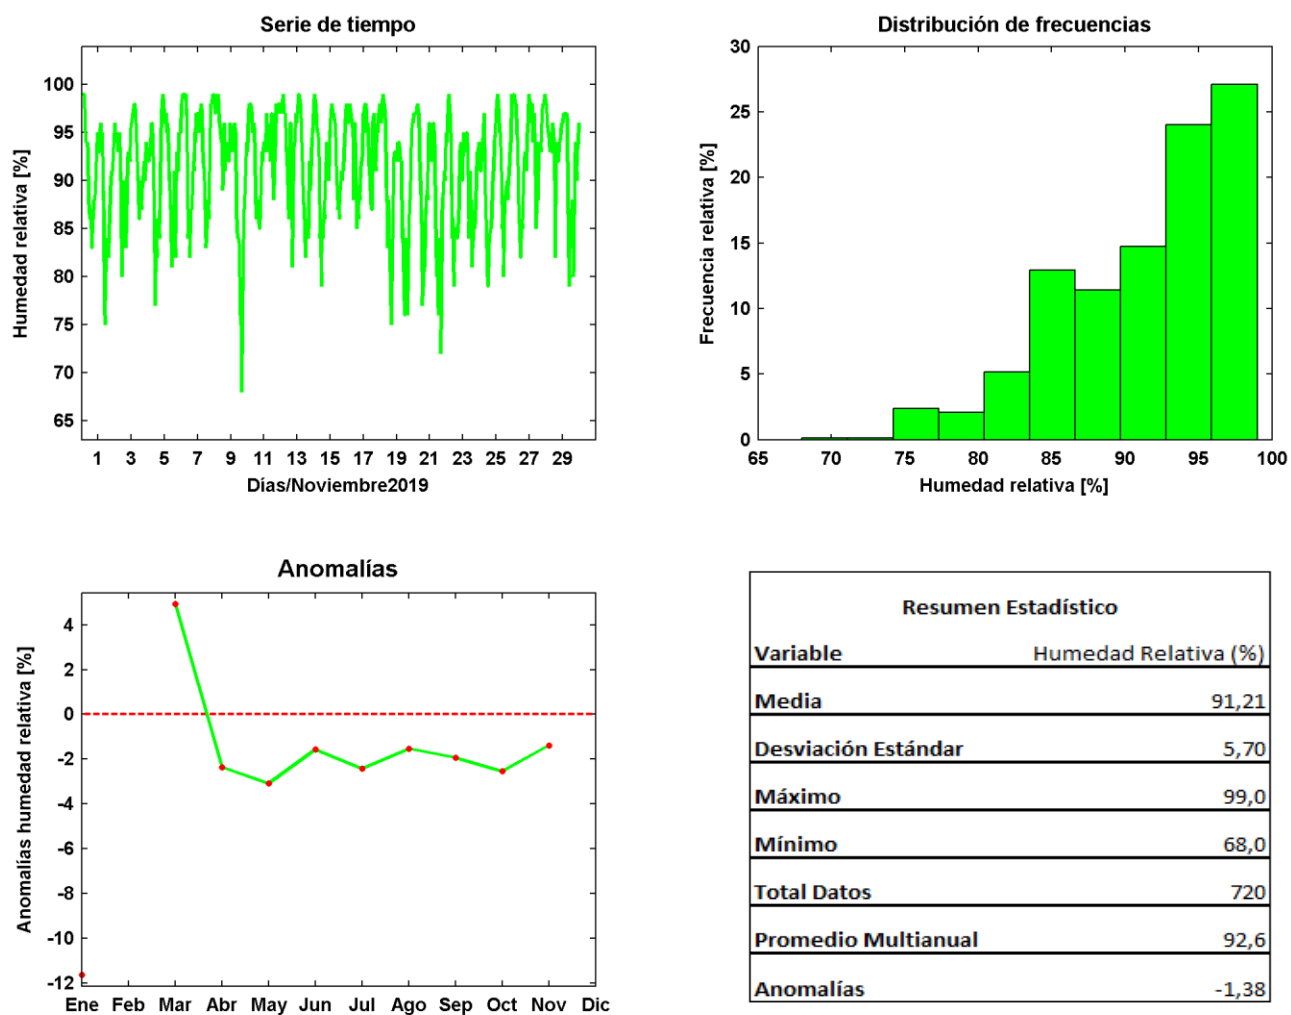 Serie de tiempo
Humedad relativa [%]
100
95
90
85
80
75
70
65
1 3 5 7 9 11 13 15 17 19 21 23 25 27 29
Días/Noviembre2019
Distribución de frecuencias
Frecuencia relativa [%]
30
25
20
15
10
5
0
65 70 75 80 85 90 95 100
Humedad relativa [%]
Anomalías
Anomalías humedad relativa [%]
4
2
0
-2
-4
-6
-8
-10
-12
Ene Feb Mar Abr May Jun Jul Ago Sep Oct Nov Dic
Resumen Estadístico
Variable Humedad Relativa (%)
Media 91,21
Desviación Estándar 5,70
Máximo 99,0
Mínimo 68,0
Total Datos 720
Promedio Multianual 92,6
Anomalías -1,38